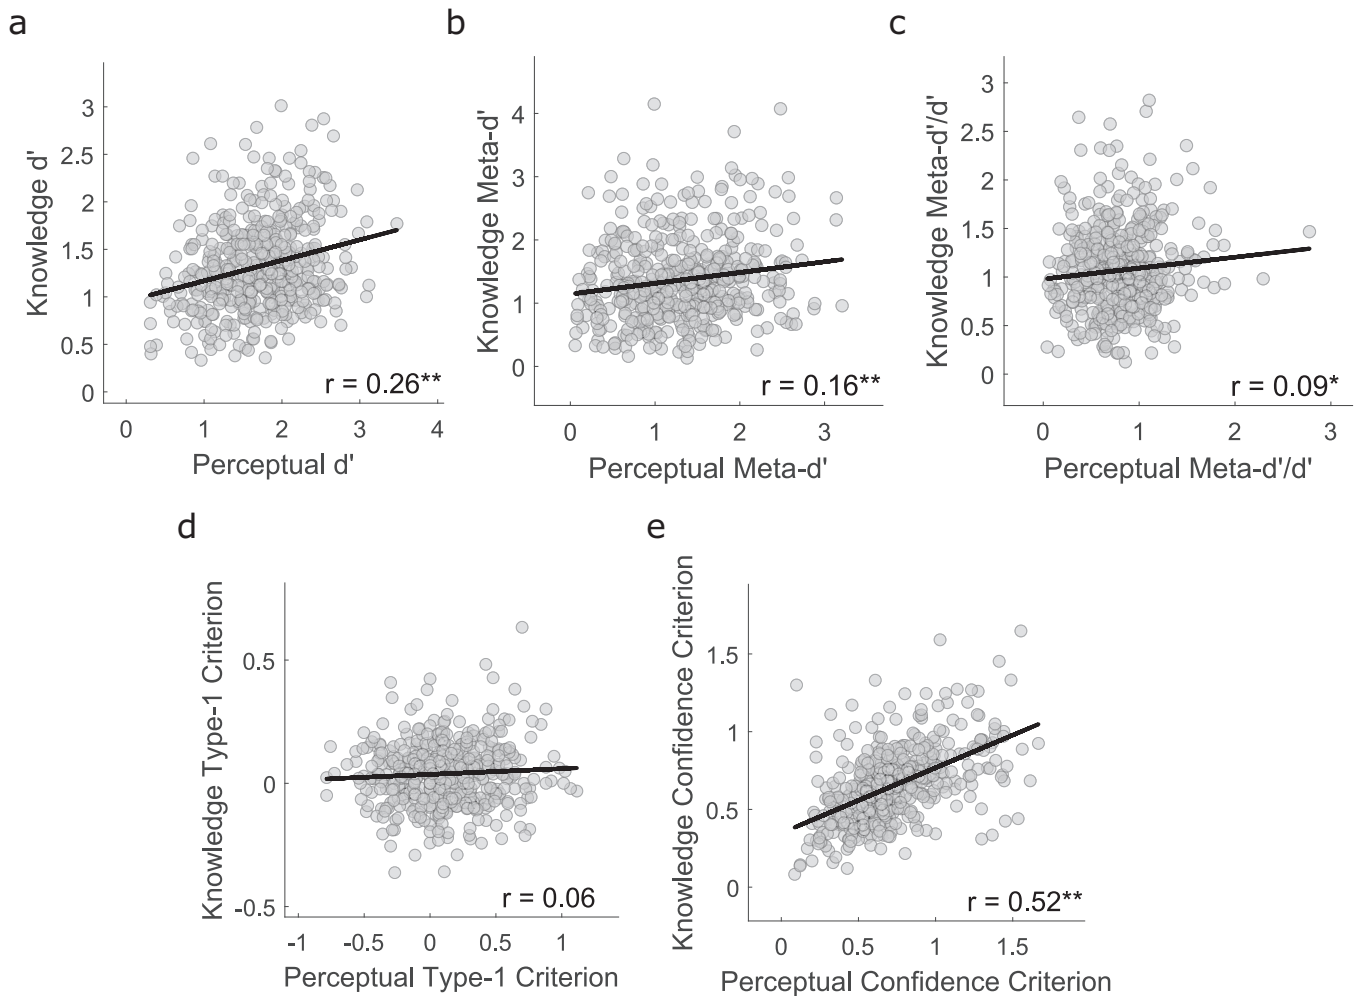 a
b
c
Knowledge d'
3
2.5
2
1.5
1
0.5
0
r = 0.26**
0 1 2 3 4
Perceptual d'
Knowledge Meta-d'
4
3
2
1
0
r = 0.16**
0 1 2 3
Perceptual Meta-d'
Knowledge Meta-d'/d'
3
2.5
2
1.5
1
0.5
0
r = 0.09*
0 1 2 3
Perceptual Meta-d'/d'
d
e
Knowledge Type-1 Criterion
0.5
0
-0.5
r = 0.06
-1 -0.5 0 0.5 1
Perceptual Type-1 Criterion
Knowledge Confidence Criterion
1.5
1
0.5
0
r = 0.52**
0 0.5 1 1.5
Perceptual Confidence Criterion